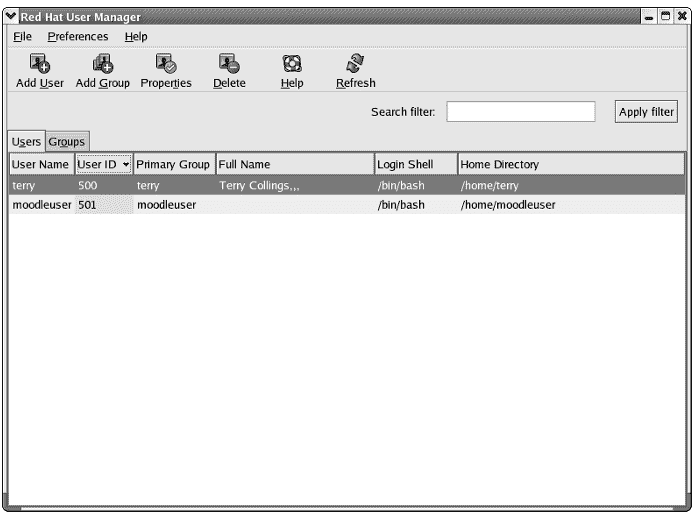 Red Hat User Manager
File Preferences Help
Add User Add Group Properties Delete Help Refresh
Search filter: Apply filter
Users Groups
User Name User ID Primary Group Full Name Login Shell Home Directory
terry 500 terry Terry Collings,,, /bin/bash /home/terry
moodleuser 501 moodleuser /bin/bash /home/moodleuser